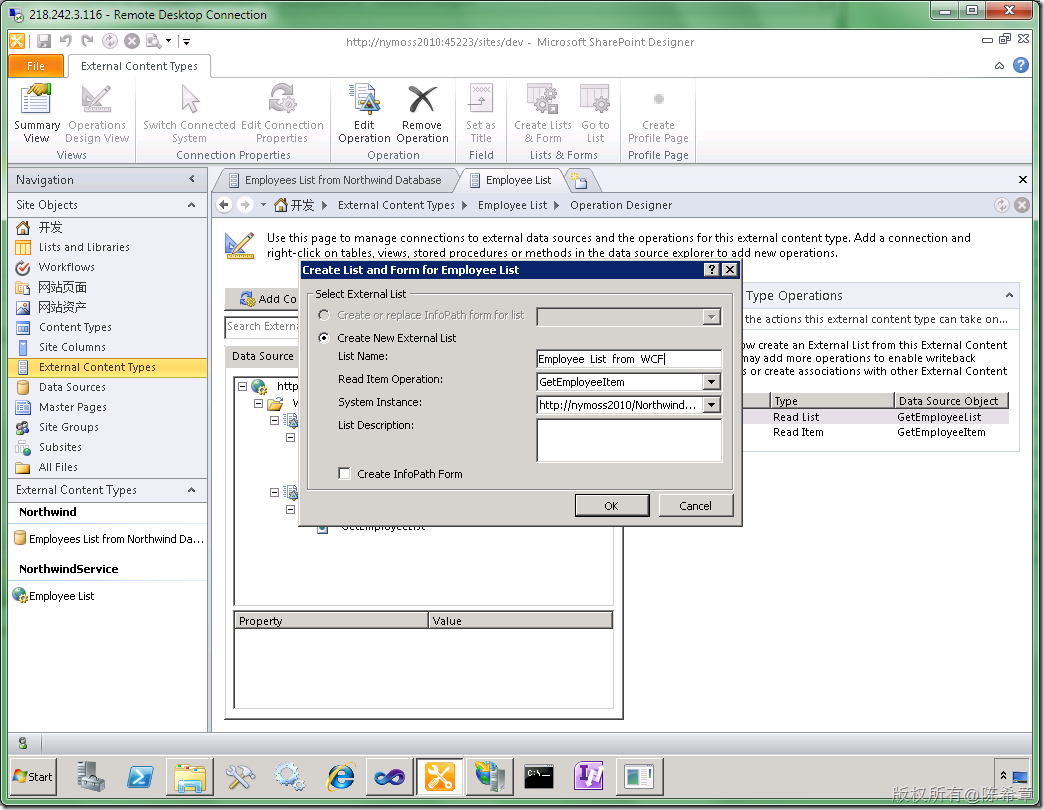 218.242.3.116 - Remote Desktop Connection
http://nymoss2010:45223/sites/dev - Microsoft SharePoint Designer
File
External Content Types
Summary View
Operations Design View
Views
Switch Connected System
Edit Connection Properties
Connection Properties
Edit Operation
Remove Operation
Operation
Set as Title
Field
Create Lists & Form
Go to List
Lists & Forms
Create Profile Page
Profile Page
Navigation
Site Objects
开发
Lists and Libraries
Workflows
网站页面
网站资产
Content Types
Site Columns
External Content Types
Data Sources
Master Pages
Site Groups
Subsites
All Files
External Content Types
Northwind
Employees List from Northwind Da...
NorthwindService
Employee List
Employees List from Northwind Database
Employee List
开发 External Content Types Employee List Operation Designer
Use this page to manage connections to external data sources and the operations for this external content type. Add a connection and
right-click on tables, views, stored procedures or methods in the data source explorer to add new operations.
Add Co
Search Extern
Data Source
http
GetEmployeeList
Property Value
Create List and Form for Employee List
Select External List
Create or replace InfoPath form for list
Create New External List
List Name:
Employee List from WCF
Read Item Operation:
GetEmployeeItem
System Instance:
http://nymoss2010/Northwind...
List Description:
Create InfoPath Form
OK
Cancel
Type Operations
the actions this external content type can take on...
ow create an External List from this External Content
may add more operations to enable writeback
s or create associations with other External Content
Type Data Source Object
Read List GetEmployeeList
Read Item GetEmployeeItem
Start
版权所有@陈希章